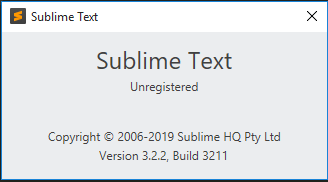 Sublime Text
Sublime Text
Unregistered
Copyright © 2006-2019 Sublime HQ Pty Ltd
Version 3.2.2, Build 3211